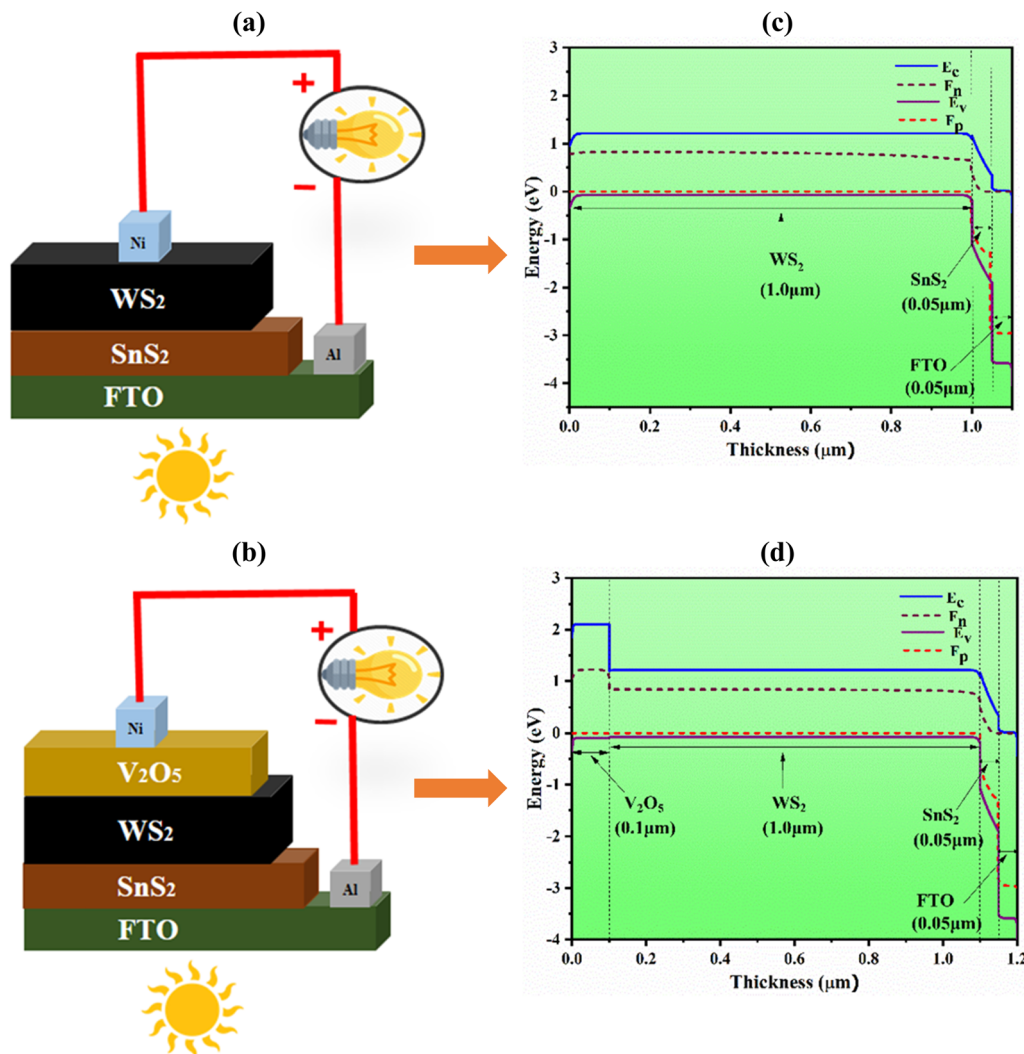 (a)
+
−
Ni
WS2
SnS2
Al
FTO
(c)
3
2
1
0
-1
-2
-3
-4
Energy (eV)
Ec
Fn
Ev
Fp
WS2
(1.0μm)
SnS2
(0.05μm)
FTO
(0.05μm)
0.0 0.2 0.4 0.6 0.8 1.0
Thickness (μm)
(b)
+
−
Ni
V2O5
WS2
SnS2
Al
FTO
(d)
3
2
1
0
-1
-2
-3
-4
Energy (eV)
Ec
Fn
Ev
Fp
V2O5
(0.1μm)
WS2
(1.0μm)
SnS2
(0.05μm)
FTO
(0.05μm)
0.0 0.2 0.4 0.6 0.8 1.0 1.2
Thickness (μm)